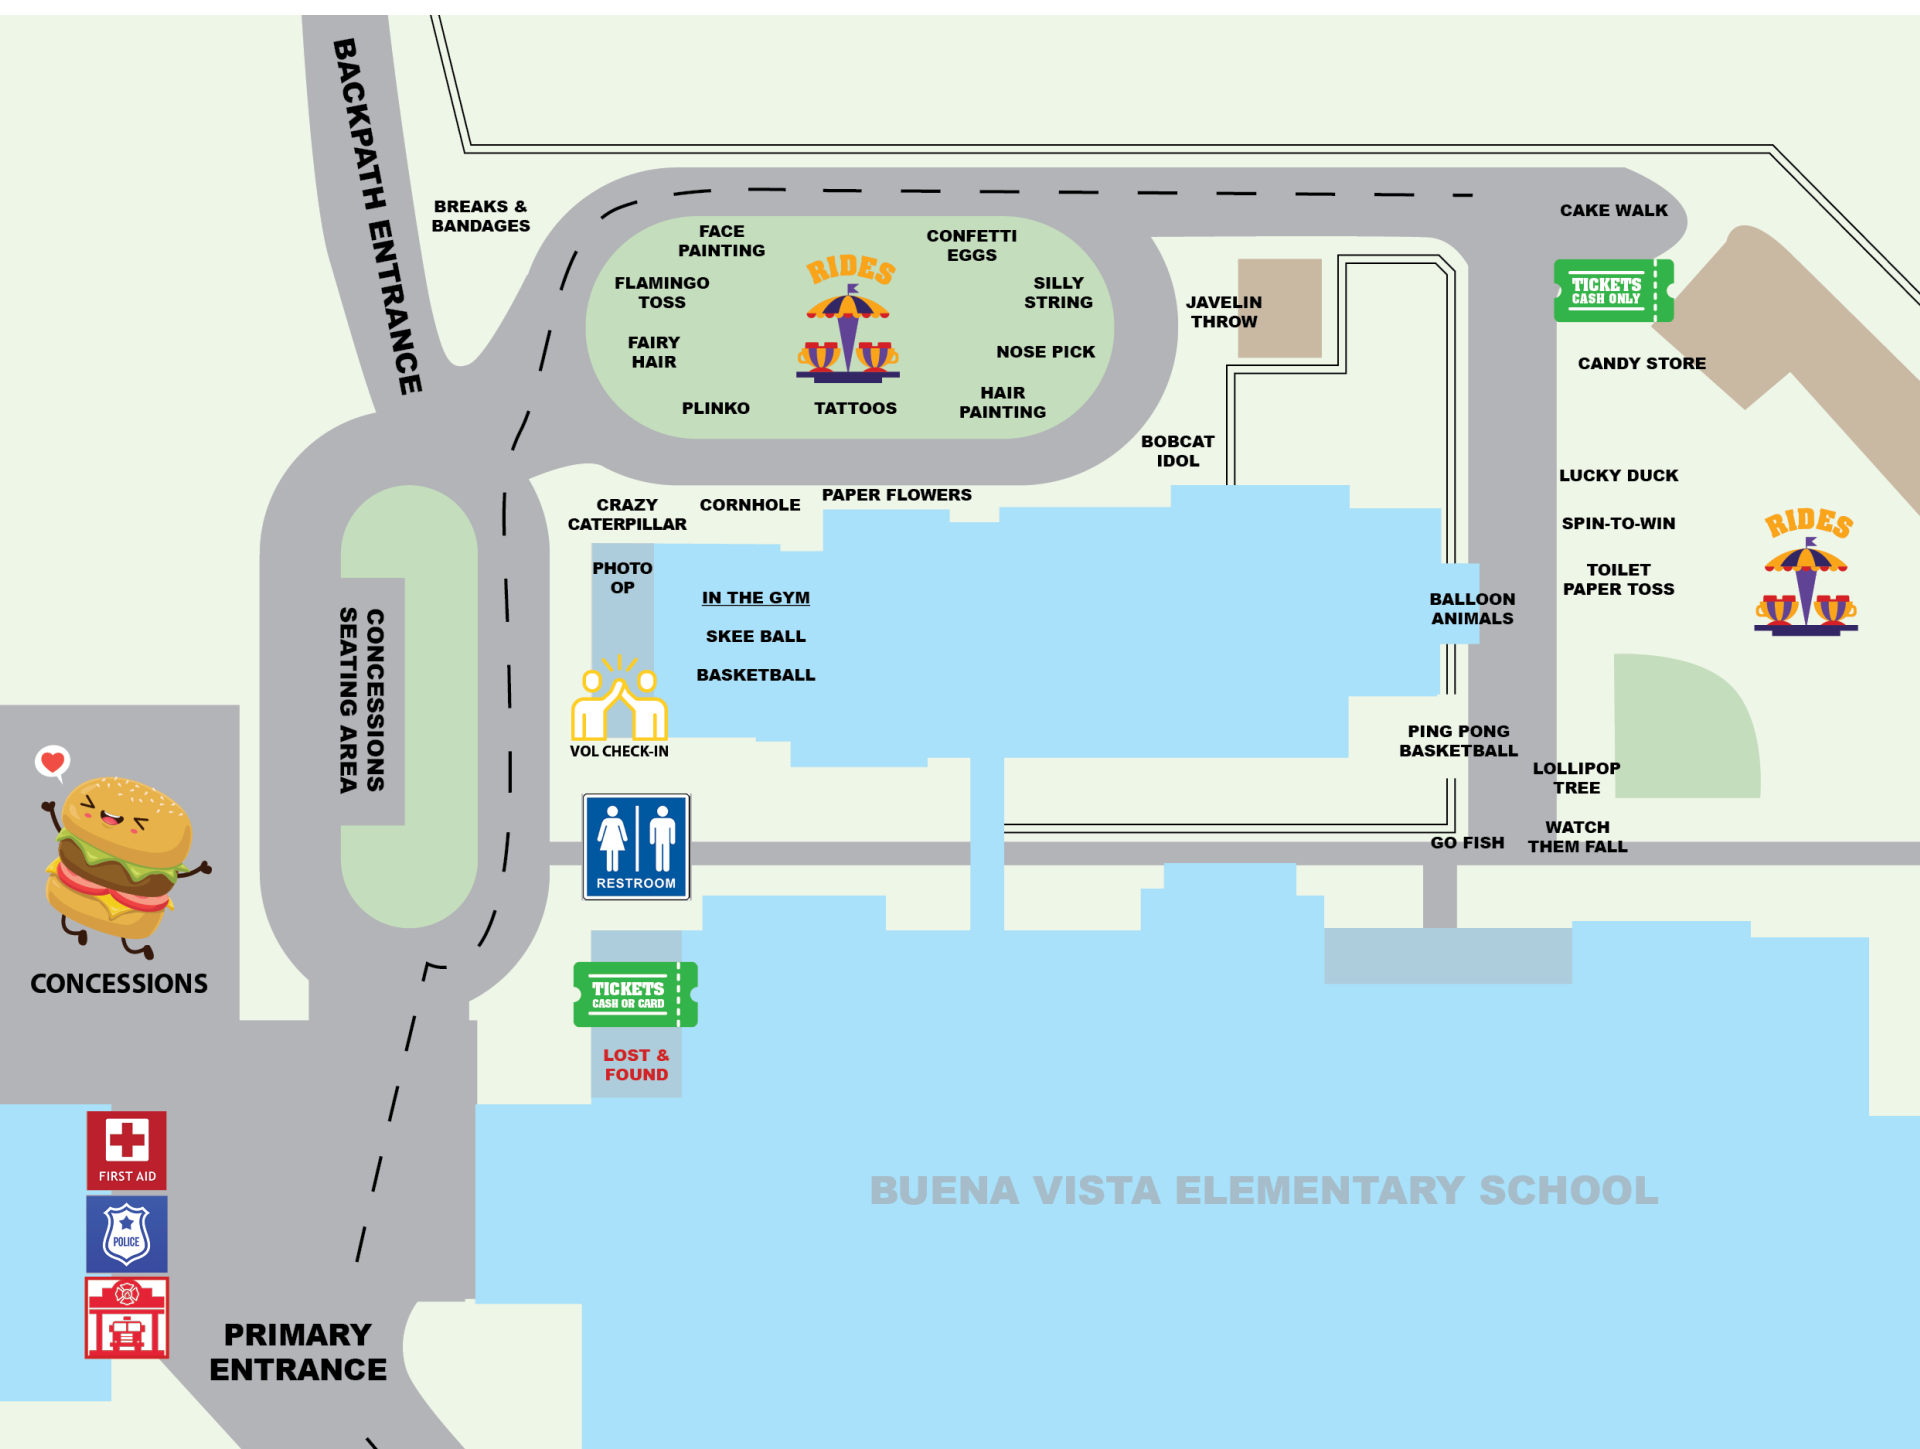 BACKPATH ENTRANCE
BREAKS &
BANDAGES
FACE
PAINTING
CONFETTI
EGGS
CAKE WALK
FLAMINGO
TOSS
RIDES
SILLY
STRING
JAVELIN
THROW
TICKETS
CASH ONLY
FAIRY
HAIR
NOSE PICK
CANDY STORE
PLINKO
TATTOOS
HAIR
PAINTING
BOBCAT
IDOL
LUCKY DUCK
CRAZY
CATERPILLAR
CORNHOLE
PAPER FLOWERS
SPIN-TO-WIN
RIDES
PHOTO
OP
IN THE GYM
SKEE BALL
BASKETBALL
BALLOON
ANIMALS
TOILET
PAPER TOSS
CONCESSIONS
SEATING AREA
VOL CHECK-IN
PING PONG
BASKETBALL
LOLLIPOP
TREE
GO FISH
WATCH
THEM FALL
RESTROOM
CONCESSIONS
TICKETS
CASH OR CARD
LOST &
FOUND
FIRST AID
POLICE
BUENA VISTA ELEMENTARY SCHOOL
PRIMARY
ENTRANCE